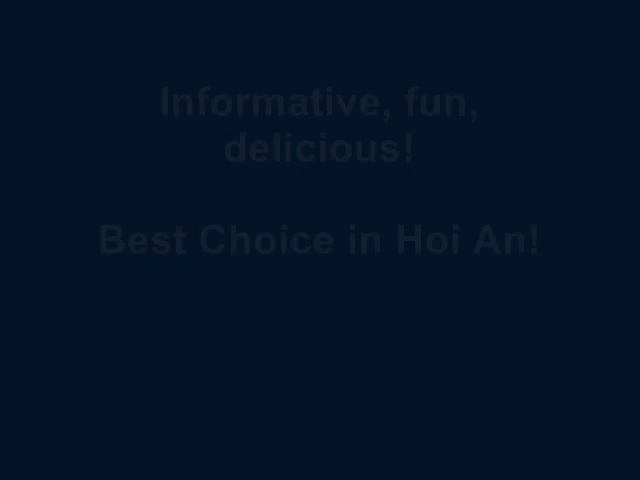 Informative, fun,
delicious!
Best Choice in Hoi An!